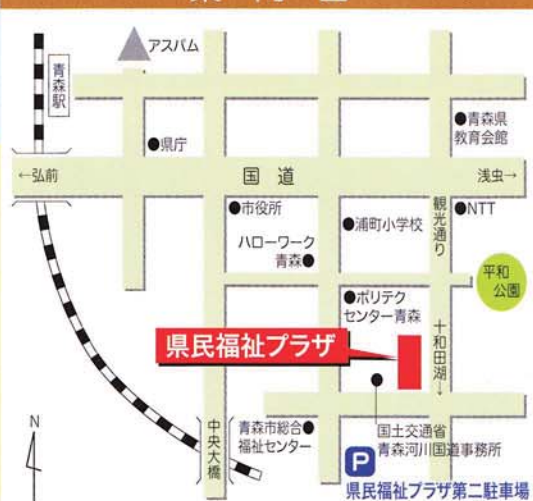 アスパム
青森駅
●県庁
●青森県
教育会館
←弘前
国道
浅虫→
●市役所
●浦町小学校
観光通り
●NTT
ハローワーク
青森●
平和
公園
●ポリテク
センター青森
県民福祉プラザ
十和田湖→
N
中央大橋
青森市総合●
福祉センター
国土交通省
青森河川国道事務所
P
県民福祉プラザ第二駐車場